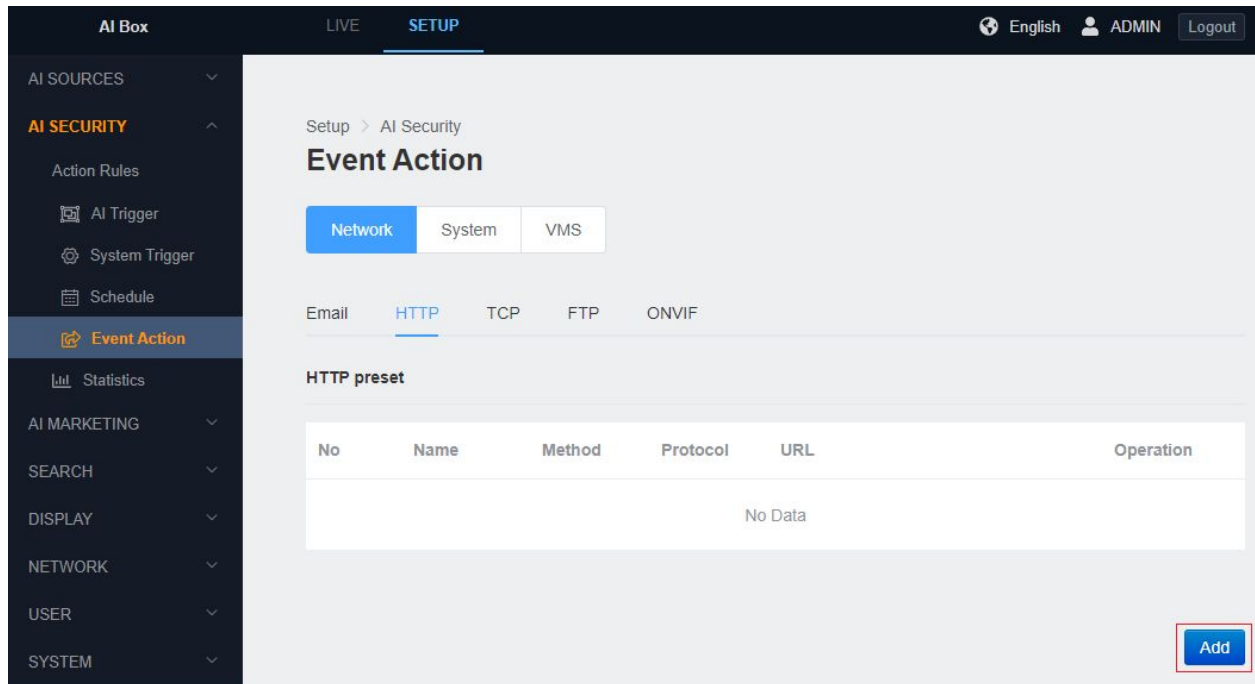 AI Box LIVE SETUP English ADMIN Logout
AI SOURCES
AI SECURITY
Action Rules
AI Trigger
System Trigger
Schedule
Event Action
Statistics
AI MARKETING
SEARCH
DISPLAY
NETWORK
USER
SYSTEM
Setup > AI Security
Event Action
Network System VMS
Email HTTP TCP FTP ONVIF
HTTP preset
No Name Method Protocol URL Operation
No Data
Add